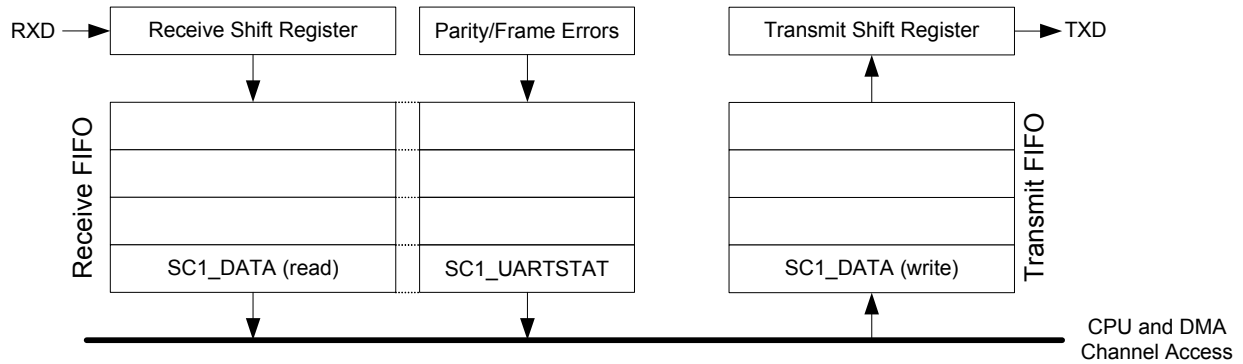 RXD
Receive Shift Register
Parity/Frame Errors
Transmit Shift Register
TXD
Receive FIFO
Transmit FIFO
SC1_DATA (read)
SC1_UARTSTAT
SC1_DATA (write)
CPU and DMA
Channel Access